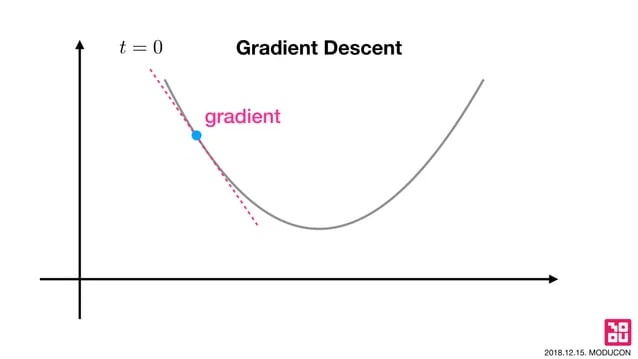 t = 0
Gradient Descent
gradient
2018.12.15. MODUCON